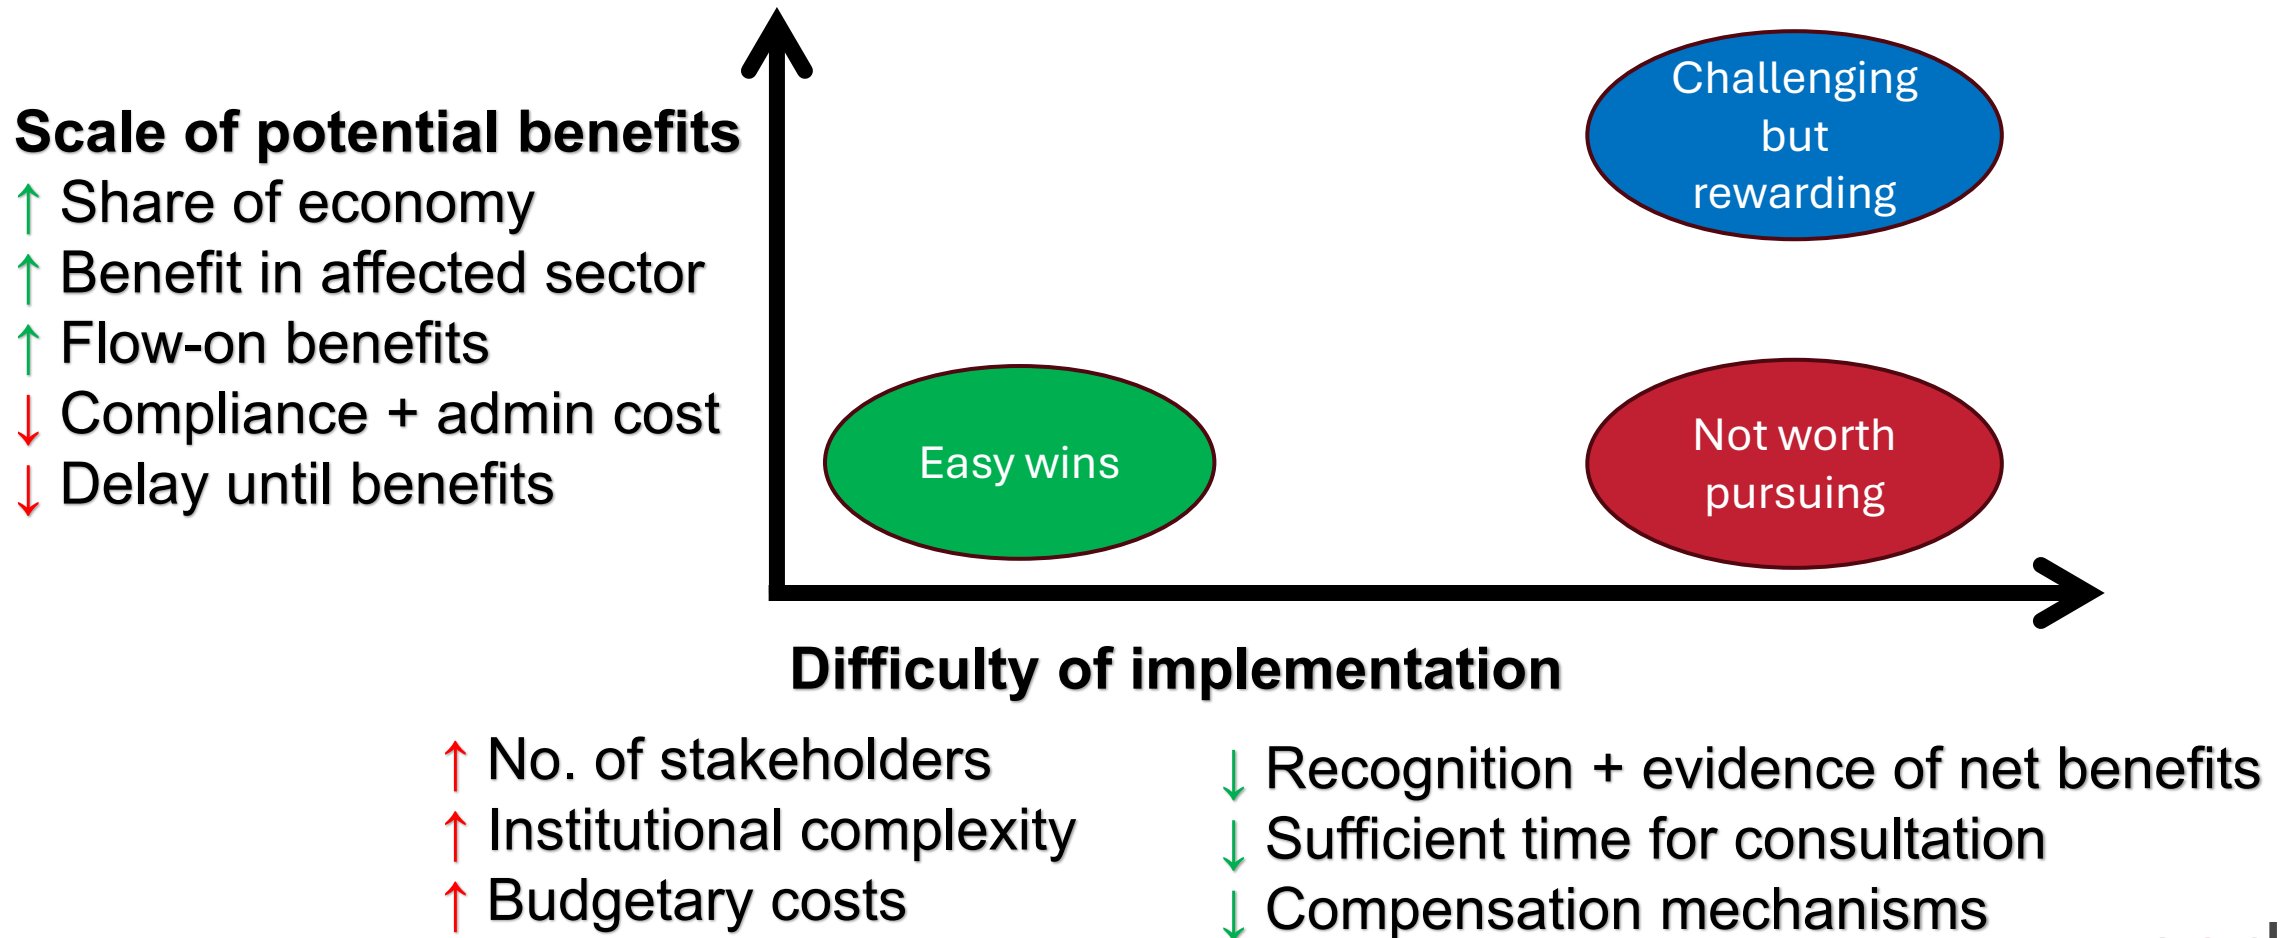 Scale of potential benefits
↑ Share of economy
↑ Benefit in affected sector
↑ Flow-on benefits
↓ Compliance + admin cost
↓ Delay until benefits
Challenging
but
rewarding
Easy wins
Not worth
pursuing
Difficulty of implementation
↑ No. of stakeholders
↑ Institutional complexity
↑ Budgetary costs
↓ Recognition + evidence of net benefits
↓ Sufficient time for consultation
↓ Compensation mechanisms